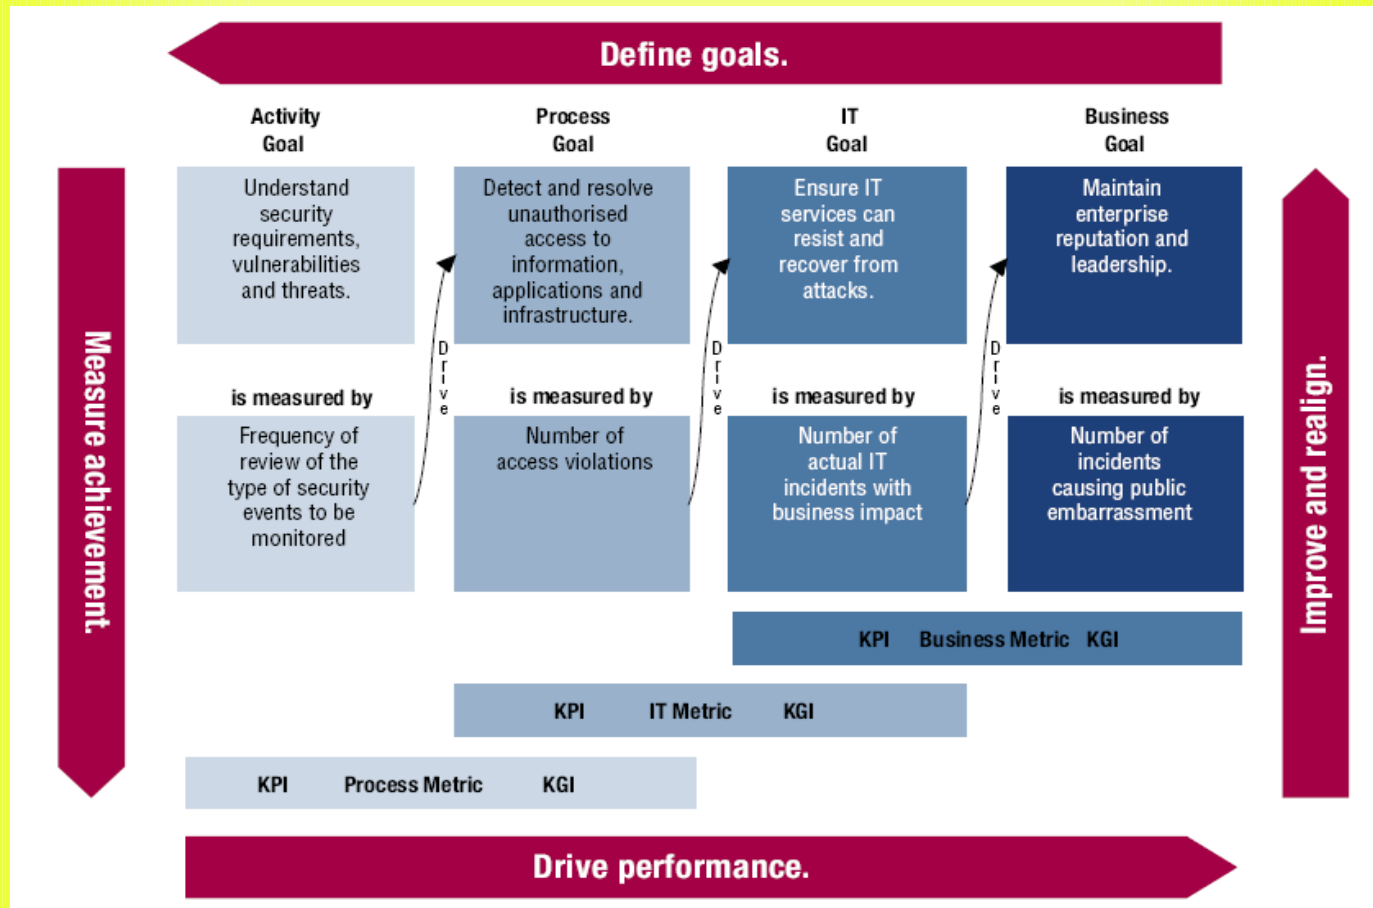 Define goals.
Activity
Goal
Process
Goal
IT
Goal
Business
Goal
Understand
security
requirements,
vulnerabilities
and threats.
Detect and resolve
unauthorised
access to
information,
applications and
infrastructure.
Ensure IT
services can
resist and
recover from
attacks.
Maintain
enterprise
reputation and
leadership.
Drive
Drive
Drive
is measured by
is measured by
is measured by
is measured by
Frequency of
review of the
type of security
events to be
monitored
Number of
access violations
Number of
actual IT
incidents with
business impact
Number of
incidents
causing public
embarrassment
Measure achievement.
Improve and realign.
KPI Business Metric KGI
KPI IT Metric KGI
KPI Process Metric KGI
Drive performance.